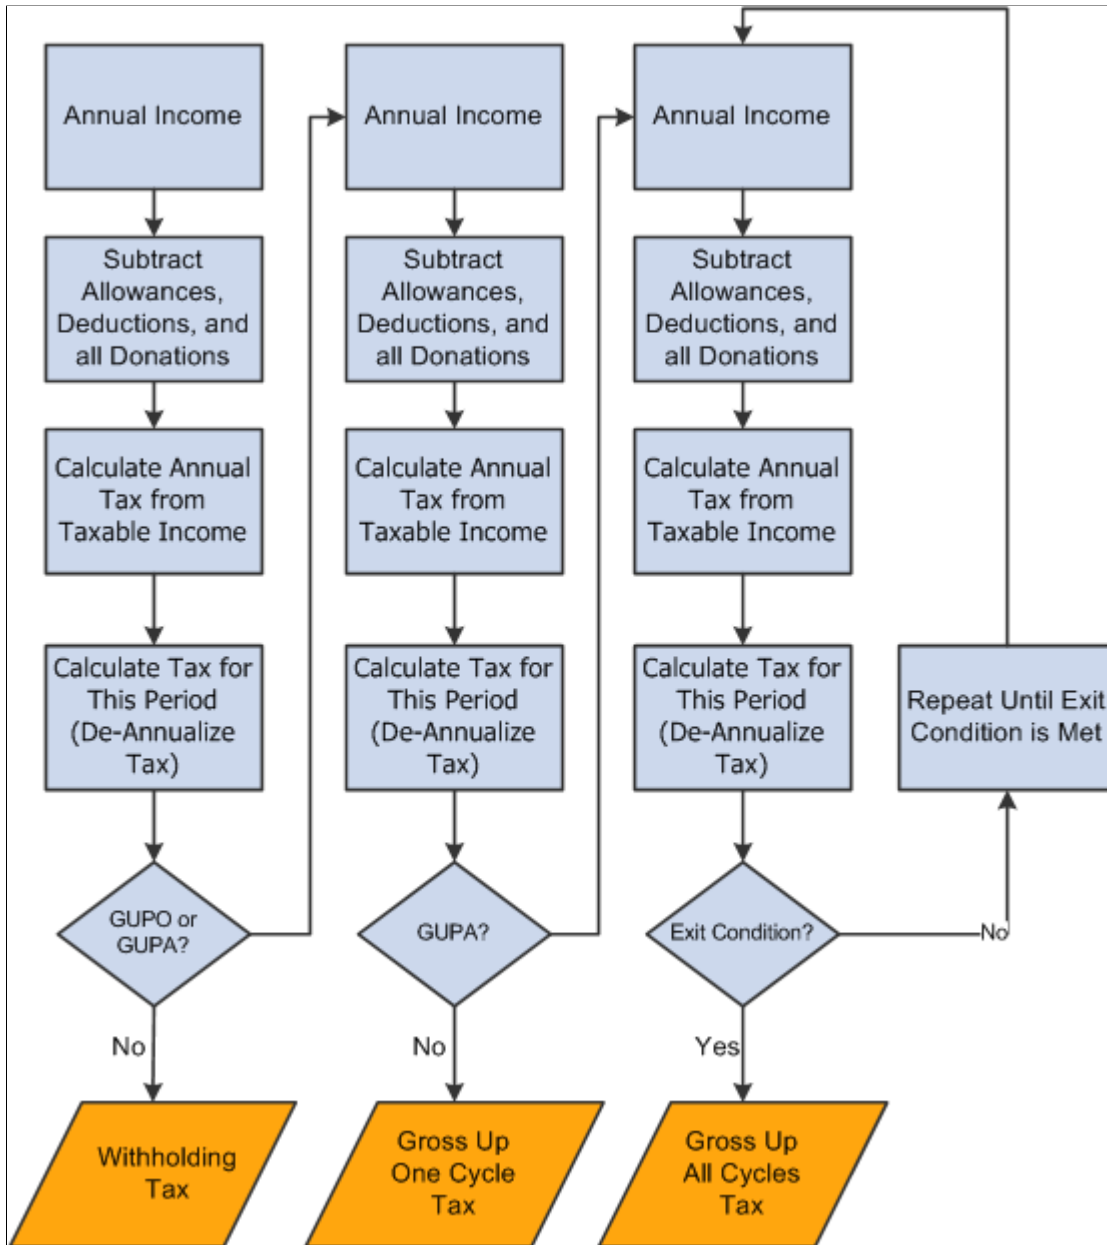 Annual Income
Subtract
Allowances,
Deductions, and
all Donations
Calculate Annual
Tax from
Taxable Income
Calculate Tax for
This Period
(De-Annualize
Tax)
GUPO or
GUPA?
No
Withholding
Tax
Annual Income
Subtract
Allowances,
Deductions, and
all Donations
Calculate Annual
Tax from
Taxable Income
Calculate Tax for
This Period
(De-Annualize
Tax)
GUPA?
No
Gross Up
One Cycle
Tax
Annual Income
Subtract
Allowances,
Deductions, and
all Donations
Calculate Annual
Tax from
Taxable Income
Calculate Tax for
This Period
(De-Annualize
Tax)
Exit Condition?
Yes
Gross Up
All Cycles
Tax
No
Repeat Until Exit
Condition is Met